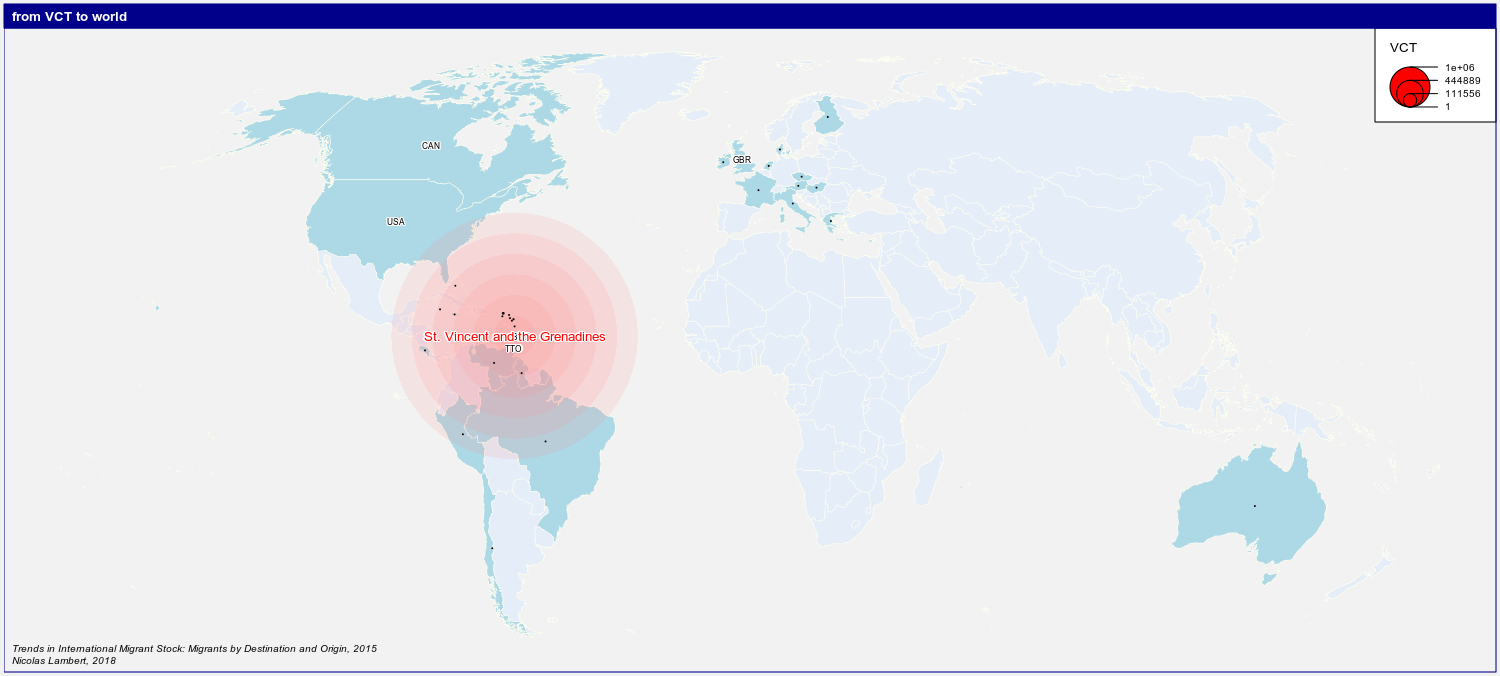 from VCT to world
VCT
1e+06
444889
111556
1
CAN
GBR
USA
St. Vincent and the Grenadines
TTO
Trends in International Migrant Stock: Migrants by Destination and Origin, 2015
Nicolas Lambert, 2018